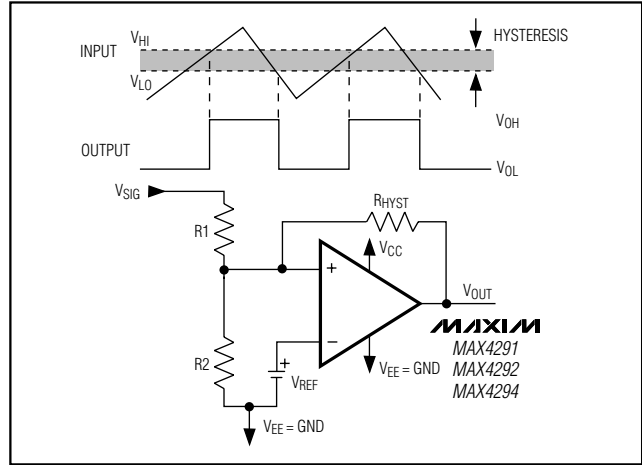 V_HI
HYSTERESIS
INPUT
V_LO
V_OH
OUTPUT
V_OL
V_SIG
R_HYST
R1
V_CC
+
V_OUT
−
MAXIM
R2
+
V_REF
V_EE = GND
MAX4291
MAX4292
MAX4294
V_EE = GND